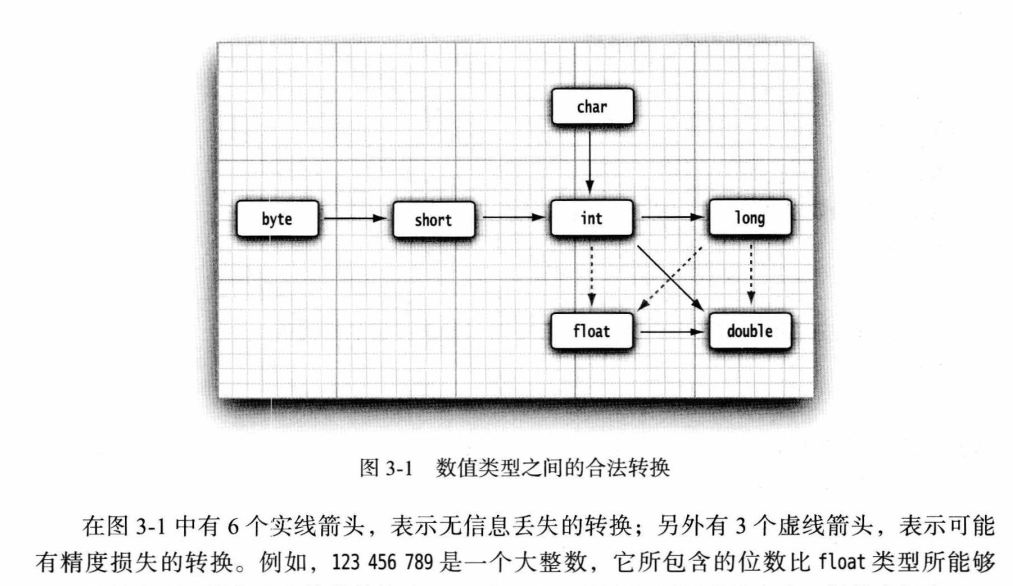 char
byte
short
int
long
float
double
图 3-1 数值类型之间的合法转换
在图 3-1 中有 6 个实线箭头，表示无信息丢失的转换；另外有 3 个虚线箭头，表示可能
有精度损失的转换。例如，123 456 789 是一个大整数，它所包含的位数比 float 类型所能够